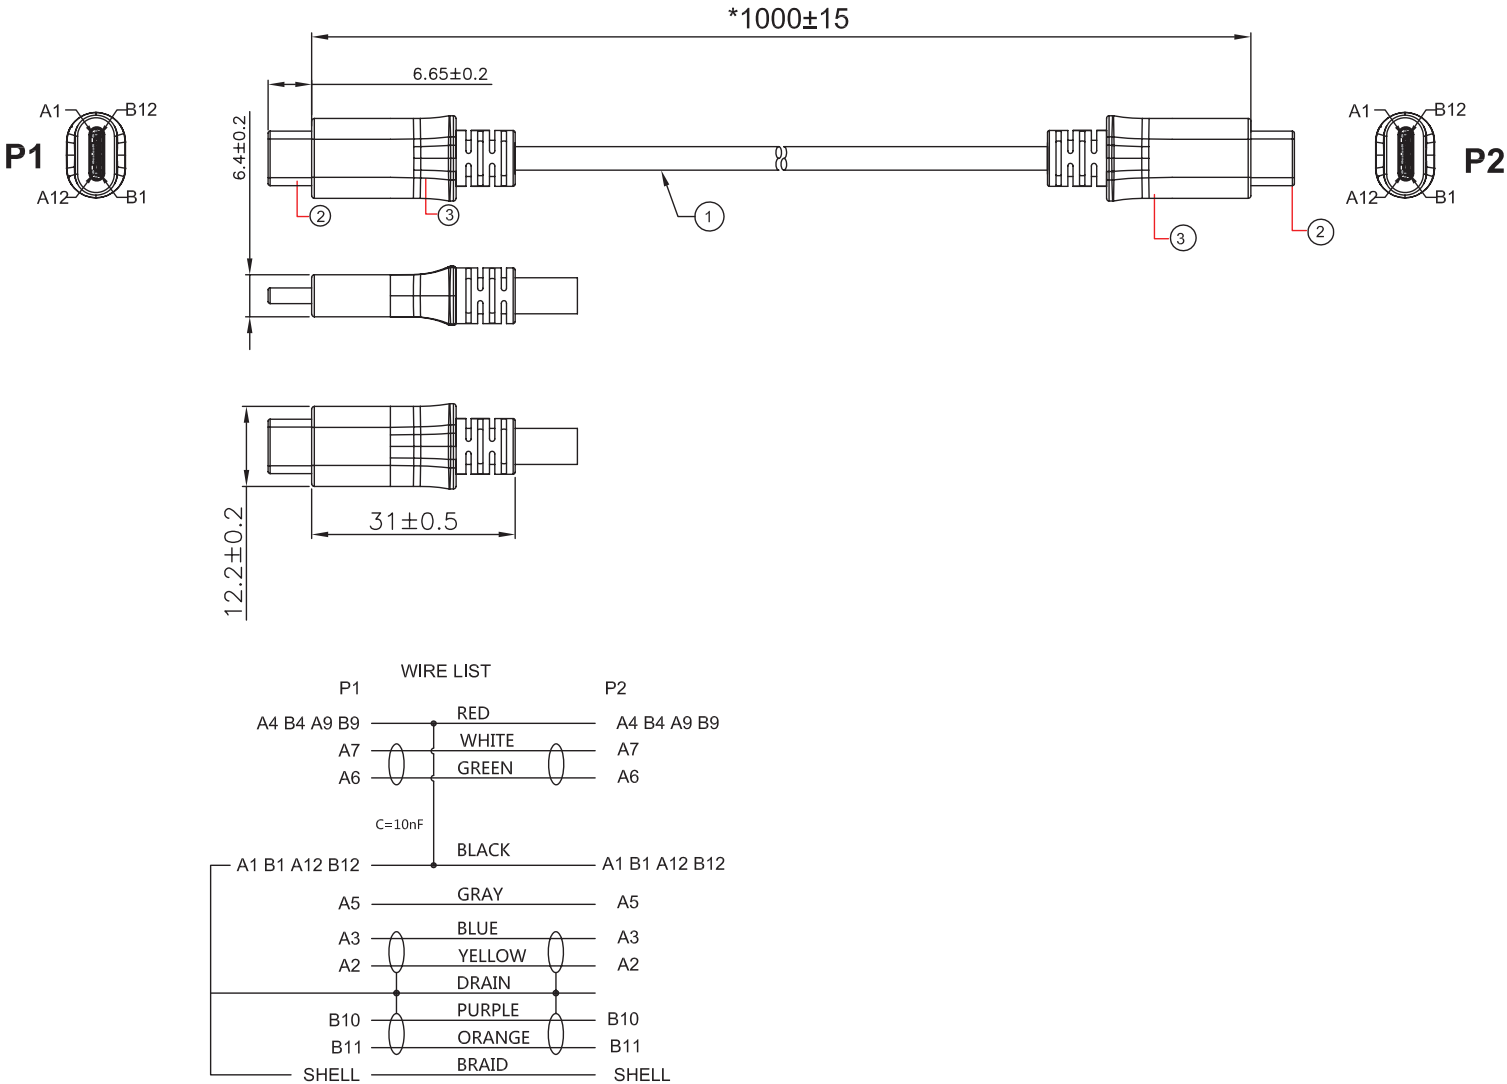 *1000±15
6.65±0.2
A1 B12
P1
A12 B1
6.4±0.2
2 3 1
A1 B12
P2
A12 B1
3 2
12.2±0.2
31±0.5
WIRE LIST
P1 P2
A4 B4 A9 B9 RED A4 B4 A9 B9
A7 WHITE A7
A6 GREEN A6
C=10nF
A1 B1 A12 B12 BLACK A1 B1 A12 B12
A5 GRAY A5
A3 BLUE A3
A2 YELLOW A2
DRAIN
B10 PURPLE B10
B11 ORANGE B11
SHELL BRAID SHELL